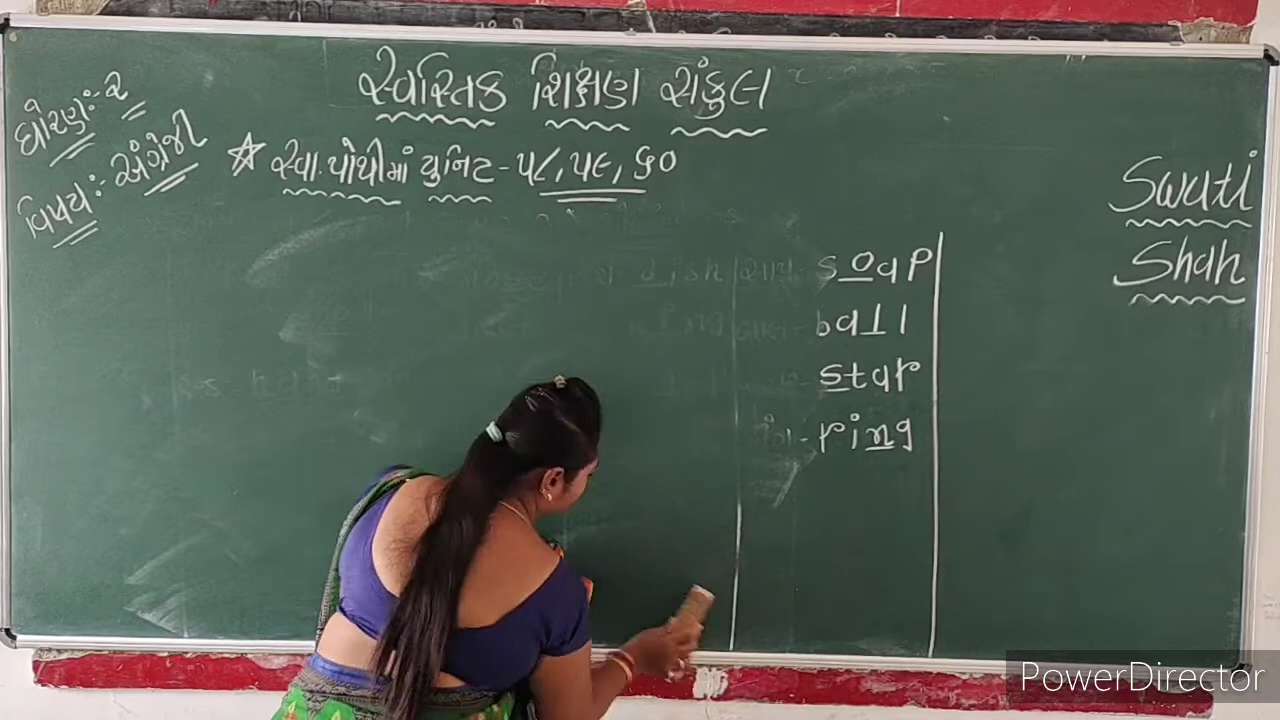 સ્વસ્તિક શિક્ષણ સંકુલ
ધોરણ:-૨
વિષય:- અંગ્રેજી
☆ સ્વા.પોથીમાં યુનિટ-૫૮,૫૯,૬૦
Swati
Shah
soap
ball
star
ring
PowerDirector